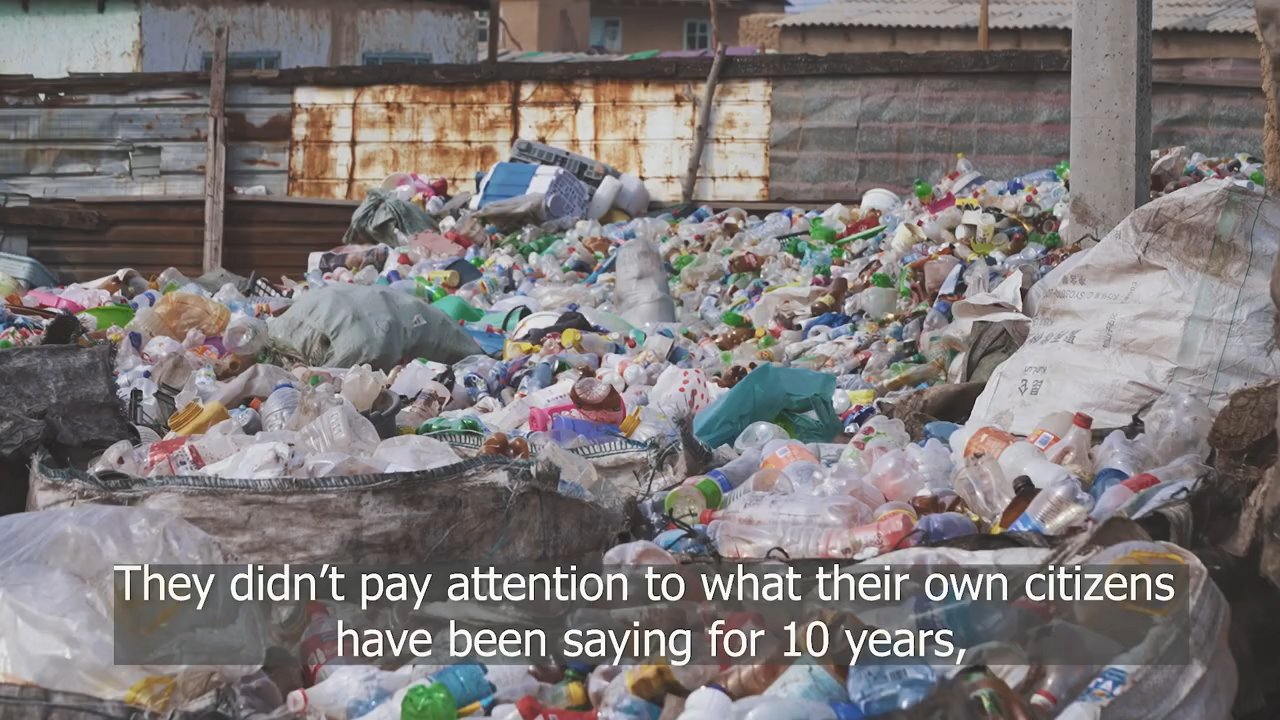 They didn’t pay attention to what their own citizens
have been saying for 10 years,